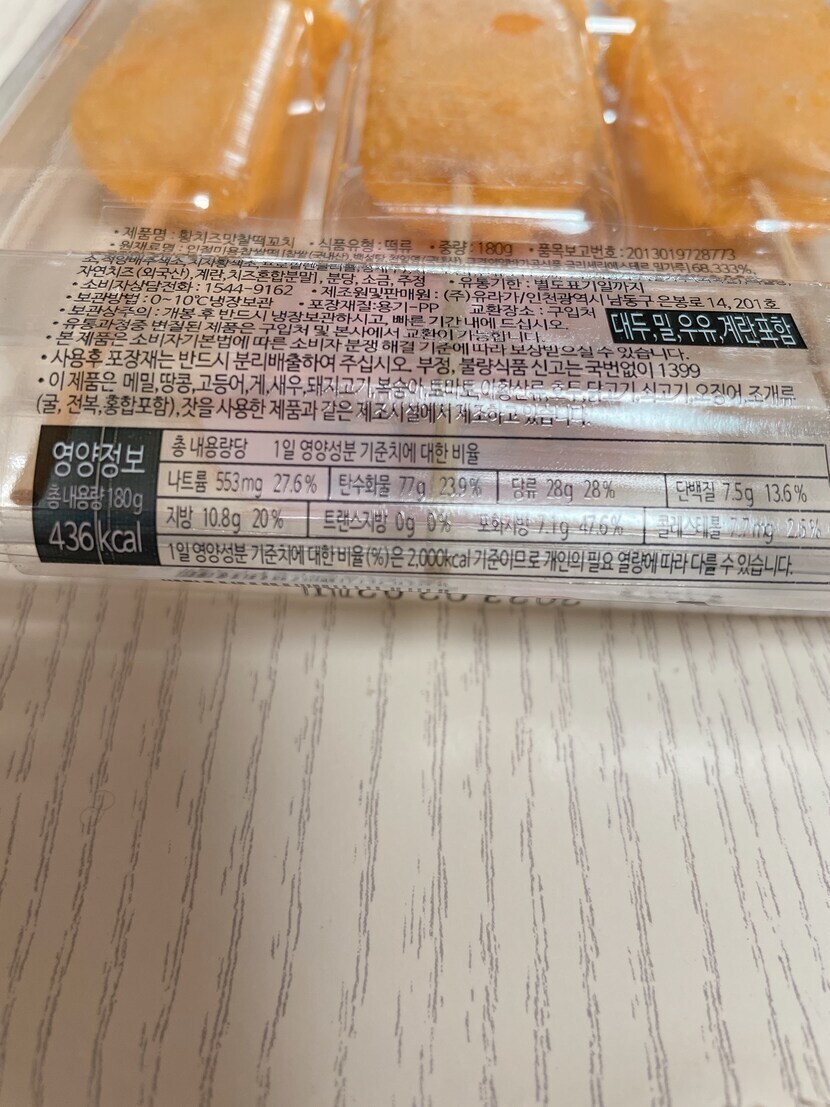 • 제품명 : 황치즈맛찰떡꼬치 • 식품유형 : 떡류 • 중량 : 180g • 품목보고번호 : 2013019728773
68.333%,
자연치즈(외국산), 계란, 치즈혼합분말], 분당, 소금, 주정 • 유통기한 : 별도표기일까지
• 소비자상담전화 : 1544-9162 • 제조원및판매원 : (주)유라가/인천광역시 남동구 은봉로 14, 201호
• 보관방법 : 0~10℃냉장보관 • 포장재질:용기-PP 교환장소 : 구입처
• 보관상주의 : 개봉 후 반드시 냉장보관하시고, 빠른 기간 내에 드십시오.
대두,밀,우유,계란포함
• 유통과정중 변질된 제품은 구입처 및 본사에서 교환이 가능합니다.
• 본 제품은 소비자기본법에 따른 소비자 분쟁 해결 기준에 따라 보상받으실 수 있습니다.
• 사용후 포장재는 반드시 분리배출하여 주십시오. 부정, 불량식품 신고는 국번없이 1399
• 이 제품은 메밀,땅콩,고등어,게,새우,돼지고기,복숭아,토마토,아황산류,호두,닭고기,쇠고기,오징어,조개류
(굴, 전복,홍합포함),잣을 사용한 제품과 같은 제조시설에서 제조하고 있습니다.
영양정보
총 내용량 180g
436 kcal
총 내용량당 1일 영양성분 기준치에 대한 비율
나트륨 553mg 27.6% 탄수화물 77g 23.9% 당류 28g 28% 단백질 7.5g 13.6%
지방 10.8g 20% 트랜스지방 0g 0% 포화지방 7.1g 47.6% 콜레스테롤 7.7mg 2.6%
1일 영양성분 기준치에 대한 비율(%)은 2,000kcal 기준이므로 개인의 필요 열량에 따라 다를 수 있습니다.